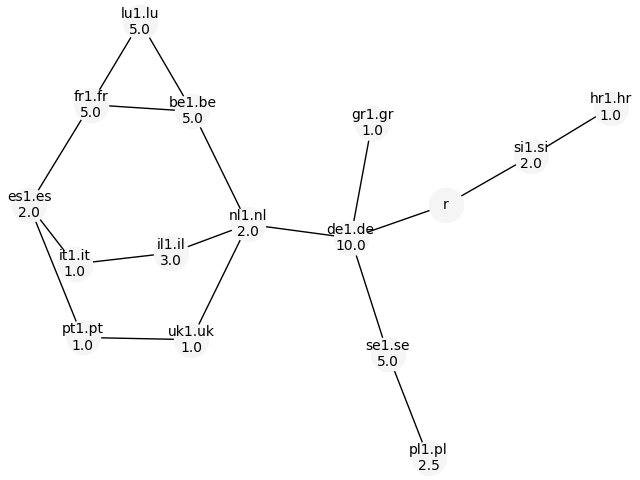 lu1.lu
5.0
fr1.fr
5.0
be1.be
5.0
hr1.hr
1.0
gr1.gr
1.0
si1.si
2.0
es1.es
2.0
r
nl1.nl
2.0
de1.de
10.0
it1.it
1.0
il1.il
3.0
pt1.pt
1.0
uk1.uk
1.0
se1.se
5.0
pl1.pl
2.5